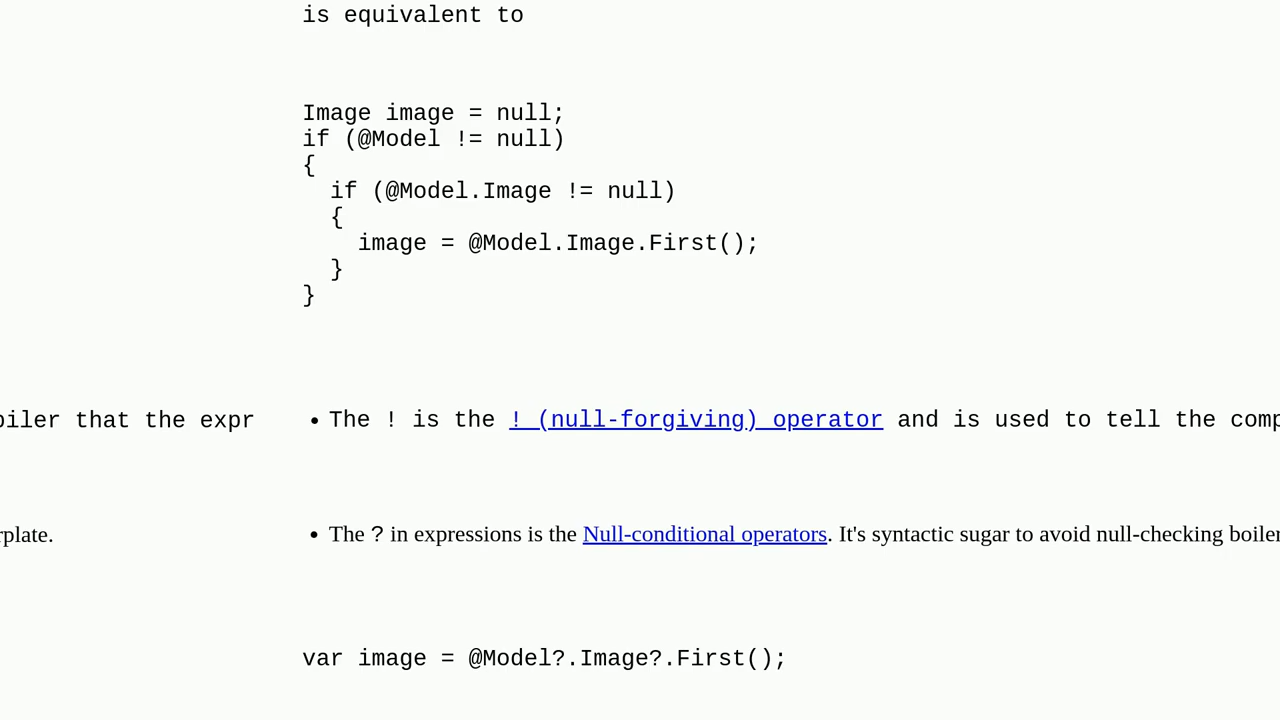 is equivalent to
Image image = null;
if (@Model != null)
{
  if (@Model.Image != null)
  {
    image = @Model.Image.First();
  }
}
piler that the expr
• The ! is the ! (null-forgiving) operator and is used to tell the comp
rplate.
• The ? in expressions is the Null-conditional operators. It's syntactic sugar to avoid null-checking boiler
var image = @Model?.Image?.First();